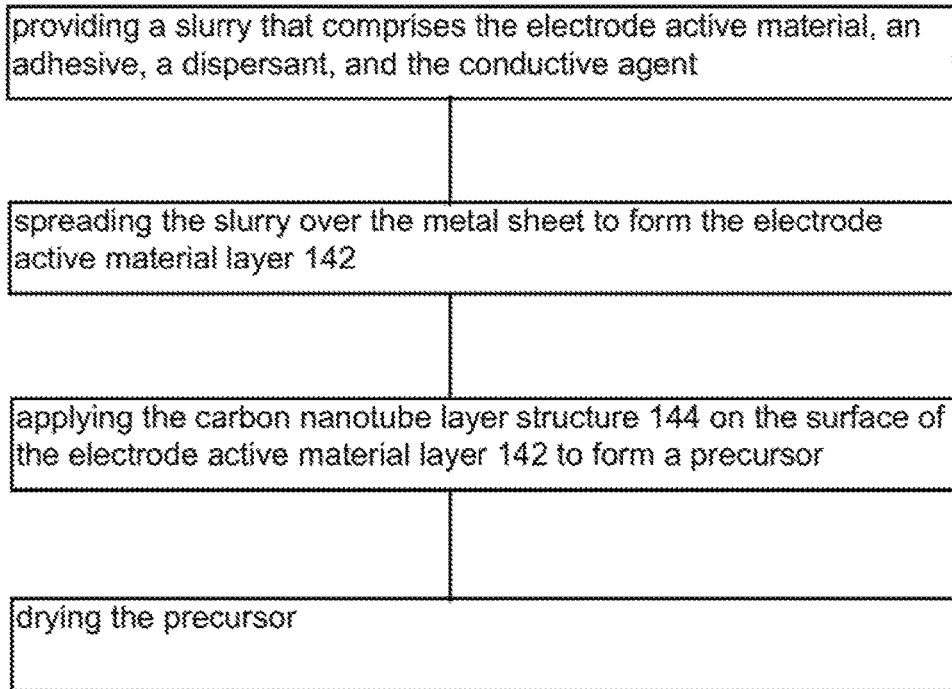 providing a slurry that comprises the electrode active material, an
adhesive, a dispersant, and the conductive agent
spreading the slurry over the metal sheet to form the electrode
active material layer 142
applying the carbon nanotube layer structure 144 on the surface of
the electrode active material layer 142 to form a precursor
drying the precursor